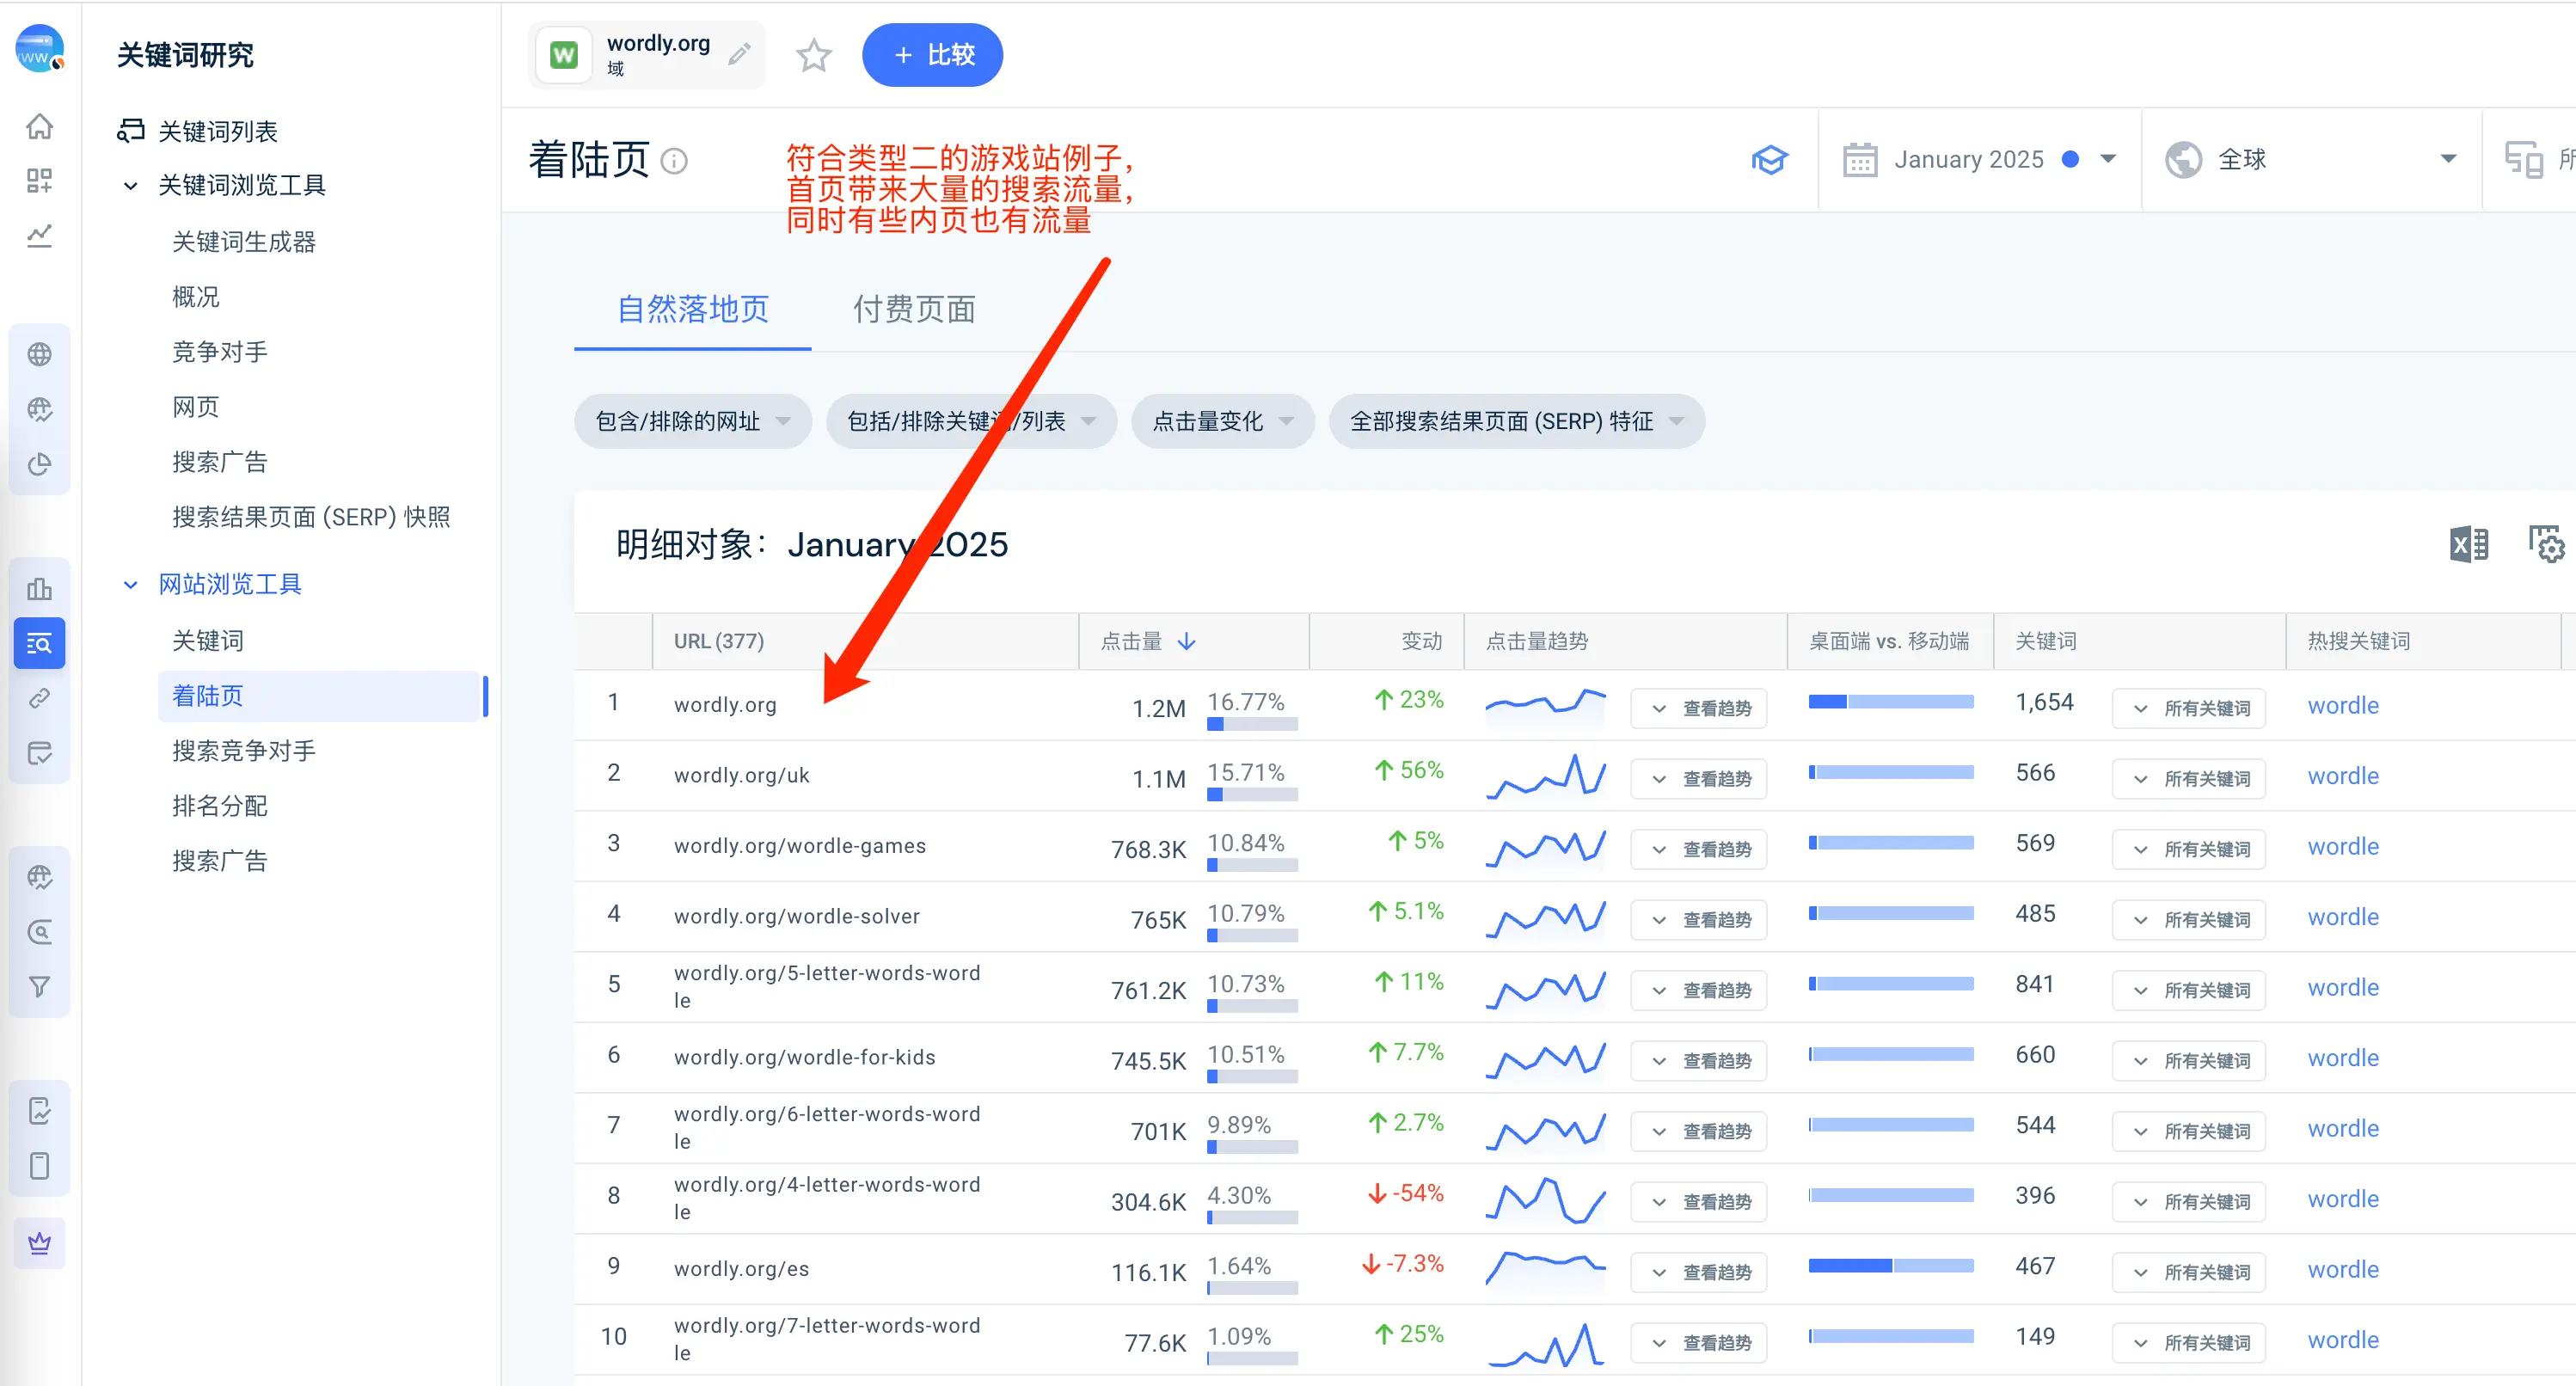 www
关键词研究
关键词列表
关键词浏览工具
关键词生成器
概况
竞争对手
网页
搜索广告
搜索结果页面 (SERP) 快照
网站浏览工具
关键词
着陆页
搜索竞争对手
排名分配
搜索广告
W
wordly.org
域
+ 比较
着陆页
符合类型二的游戏站例子，
首页带来大量的搜索流量，
同时有些内页也有流量
January 2025
全球
自然落地页
付费页面
包含/排除的网址
包括/排除关键词/列表
点击量变化
全部搜索结果页面 (SERP) 特征
明细对象：January 2025
URL (377) 点击量 变动 点击量趋势 桌面端 vs. 移动端 关键词 热搜关键词
1 wordly.org 1.2M 16.77% 23% 查看趋势 1,654 所有关键词 wordle
2 wordly.org/uk 1.1M 15.71% 56% 查看趋势 566 所有关键词 wordle
3 wordly.org/wordle-games 768.3K 10.84% 5% 查看趋势 569 所有关键词 wordle
4 wordly.org/wordle-solver 765K 10.79% 5.1% 查看趋势 485 所有关键词 wordle
5 wordly.org/5-letter-words-word
le 761.2K 10.73% 11% 查看趋势 841 所有关键词 wordle
6 wordly.org/wordle-for-kids 745.5K 10.51% 7.7% 查看趋势 660 所有关键词 wordle
7 wordly.org/6-letter-words-word
le 701K 9.89% 2.7% 查看趋势 544 所有关键词 wordle
8 wordly.org/4-letter-words-word
le 304.6K 4.30% -54% 查看趋势 396 所有关键词 wordle
9 wordly.org/es 116.1K 1.64% -7.3% 查看趋势 467 所有关键词 wordle
10 wordly.org/7-letter-words-word
le 77.6K 1.09% 25% 查看趋势 149 所有关键词 wordle